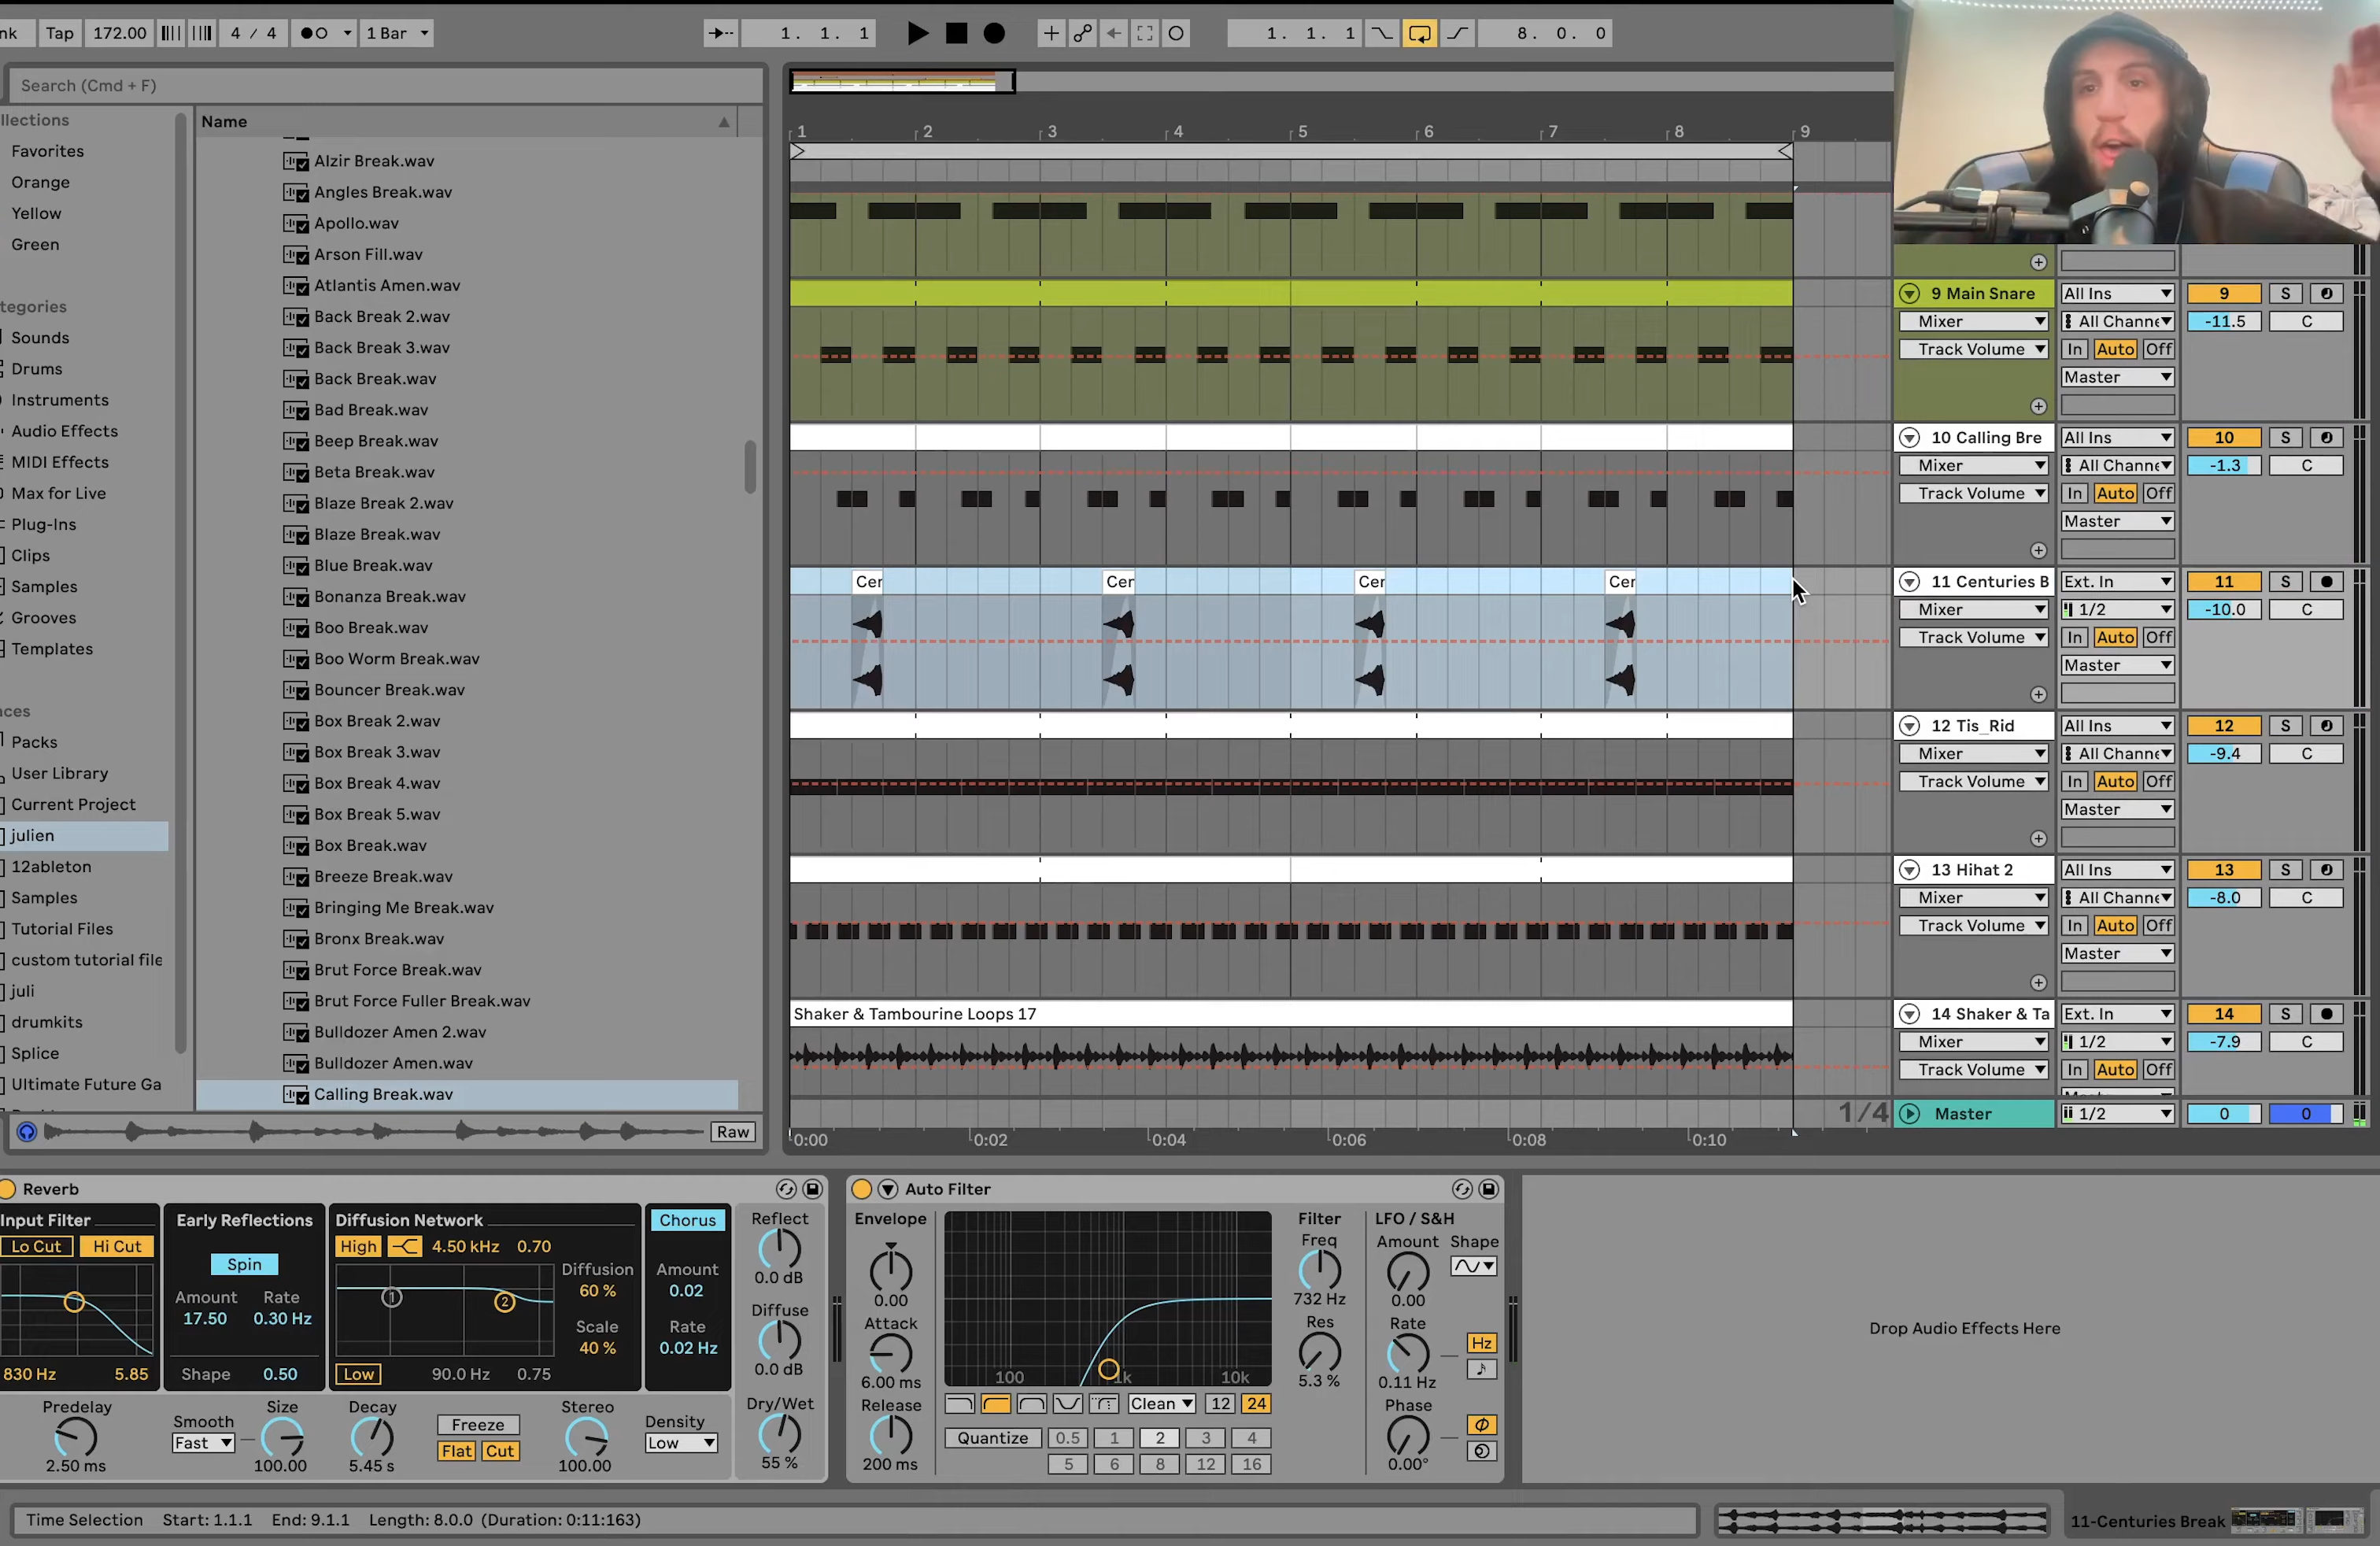 nk Tap 172.00 4 / 4 1 Bar 1. 1. 1 1. 1. 1 8. 0. 0
Search (Cmd + F)
llections
Favorites
Orange
Yellow
Green
tegories
Sounds
Drums
Instruments
Audio Effects
MIDI Effects
Max for Live
Plug-Ins
Clips
Samples
Grooves
Templates
aces
Packs
User Library
Current Project
julien
12ableton
Samples
Tutorial Files
custom tutorial file
juli
drumkits
Splice
Ultimate Future Ga
Name
Alzir Break.wav
Angles Break.wav
Apollo.wav
Arson Fill.wav
Atlantis Amen.wav
Back Break 2.wav
Back Break 3.wav
Back Break.wav
Bad Break.wav
Beep Break.wav
Beta Break.wav
Blaze Break 2.wav
Blaze Break.wav
Blue Break.wav
Bonanza Break.wav
Boo Break.wav
Boo Worm Break.wav
Bouncer Break.wav
Box Break 2.wav
Box Break 3.wav
Box Break 4.wav
Box Break 5.wav
Box Break.wav
Breeze Break.wav
Bringing Me Break.wav
Bronx Break.wav
Brut Force Break.wav
Brut Force Fuller Break.wav
Bulldozer Amen 2.wav
Bulldozer Amen.wav
Calling Break.wav
Raw
1 2 3 4 5 6 7 8 9
Cer Cer Cer Cer
Shaker & Tambourine Loops 17
1/4
0:00 0:02 0:04 0:06 0:08 0:10
9 Main Snare All Ins 9 S
Mixer All Channe -11.5 C
Track Volume In Auto Off
Master
10 Calling Bre All Ins 10 S
Mixer All Channe -1.3 C
Track Volume In Auto Off
Master
11 Centuries B Ext. In 11 S
Mixer 1/2 -10.0 C
Track Volume In Auto Off
Master
12 Tis_Rid All Ins 12 S
Mixer All Channe -9.4 C
Track Volume In Auto Off
Master
13 Hihat 2 All Ins 13 S
Mixer All Channe -8.0 C
Track Volume In Auto Off
Master
14 Shaker & Ta Ext. In 14 S
Mixer 1/2 -7.9 C
Track Volume In Auto Off
Master 1/2 0 0
Reverb
Input Filter
Lo Cut Hi Cut
830 Hz 5.85
Early Reflections
Spin
Amount Rate
17.50 0.30 Hz
Shape 0.50
Diffusion Network
High 4.50 kHz 0.70
1 2
Diffusion
60 %
Scale
40 %
Low 90.0 Hz 0.75
Chorus
Amount
0.02
Rate
0.02 Hz
Reflect
0.0 dB
Diffuse
0.0 dB
Dry/Wet
55 %
Predelay
2.50 ms
Smooth
Fast
Size
100.00
Decay
5.45 s
Freeze
Flat Cut
Stereo
100.00
Density
Low
Auto Filter
Envelope
0.00
Attack
6.00 ms
Release
200 ms
100 1k 10k
Clean 12 24
Quantize 0.5 1 2 3 4
5 6 8 12 16
Filter
Freq
732 Hz
Res
5.3 %
LFO / S&H
Amount Shape
0.00
Rate
Hz
0.11 Hz
Phase
0.00°
Drop Audio Effects Here
Time Selection Start: 1.1.1 End: 9.1.1 Length: 8.0.0 (Duration: 0:11:163)
11-Centuries Break